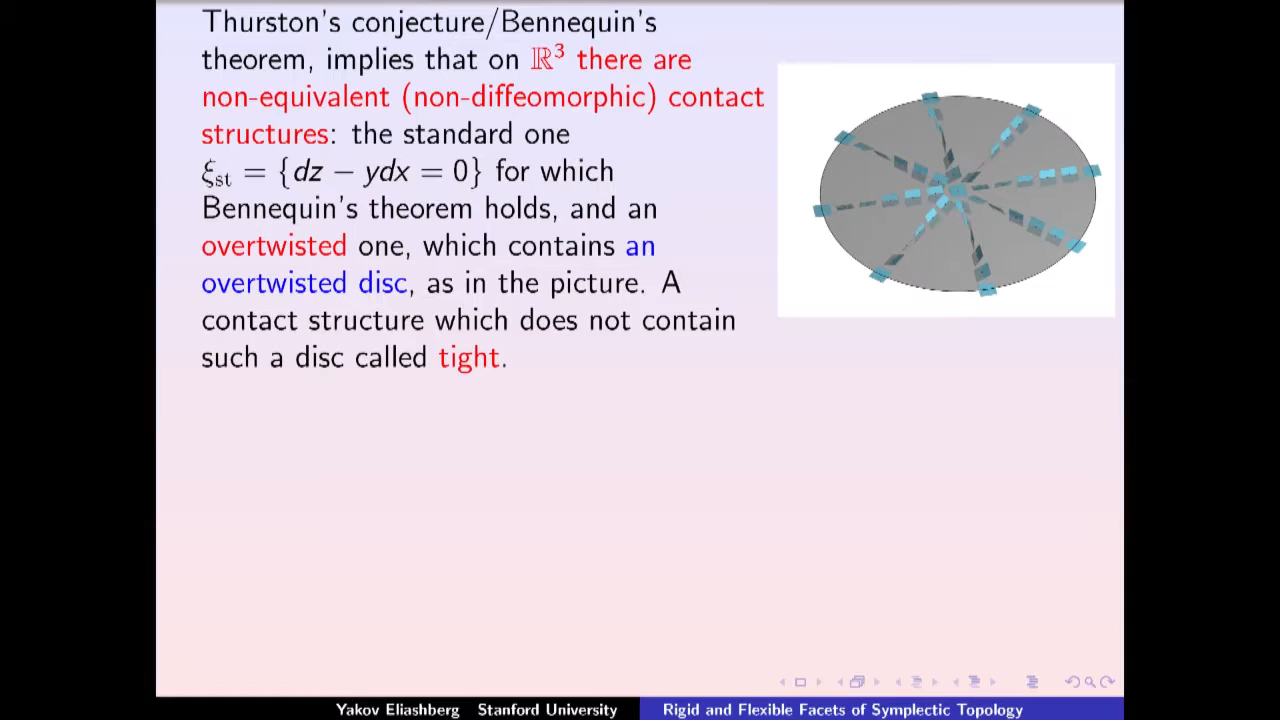 Thurston's conjecture/Bennequin's
theorem, implies that on ℝ³ there are
non-equivalent (non-diffeomorphic) contact
structures: the standard one
ξst = {dz − ydx = 0} for which
Bennequin's theorem holds, and an
overtwisted one, which contains an
overtwisted disc, as in the picture. A
contact structure which does not contain
such a disc called tight.
Yakov Eliashberg Stanford University Rigid and Flexible Facets of Symplectic Topology